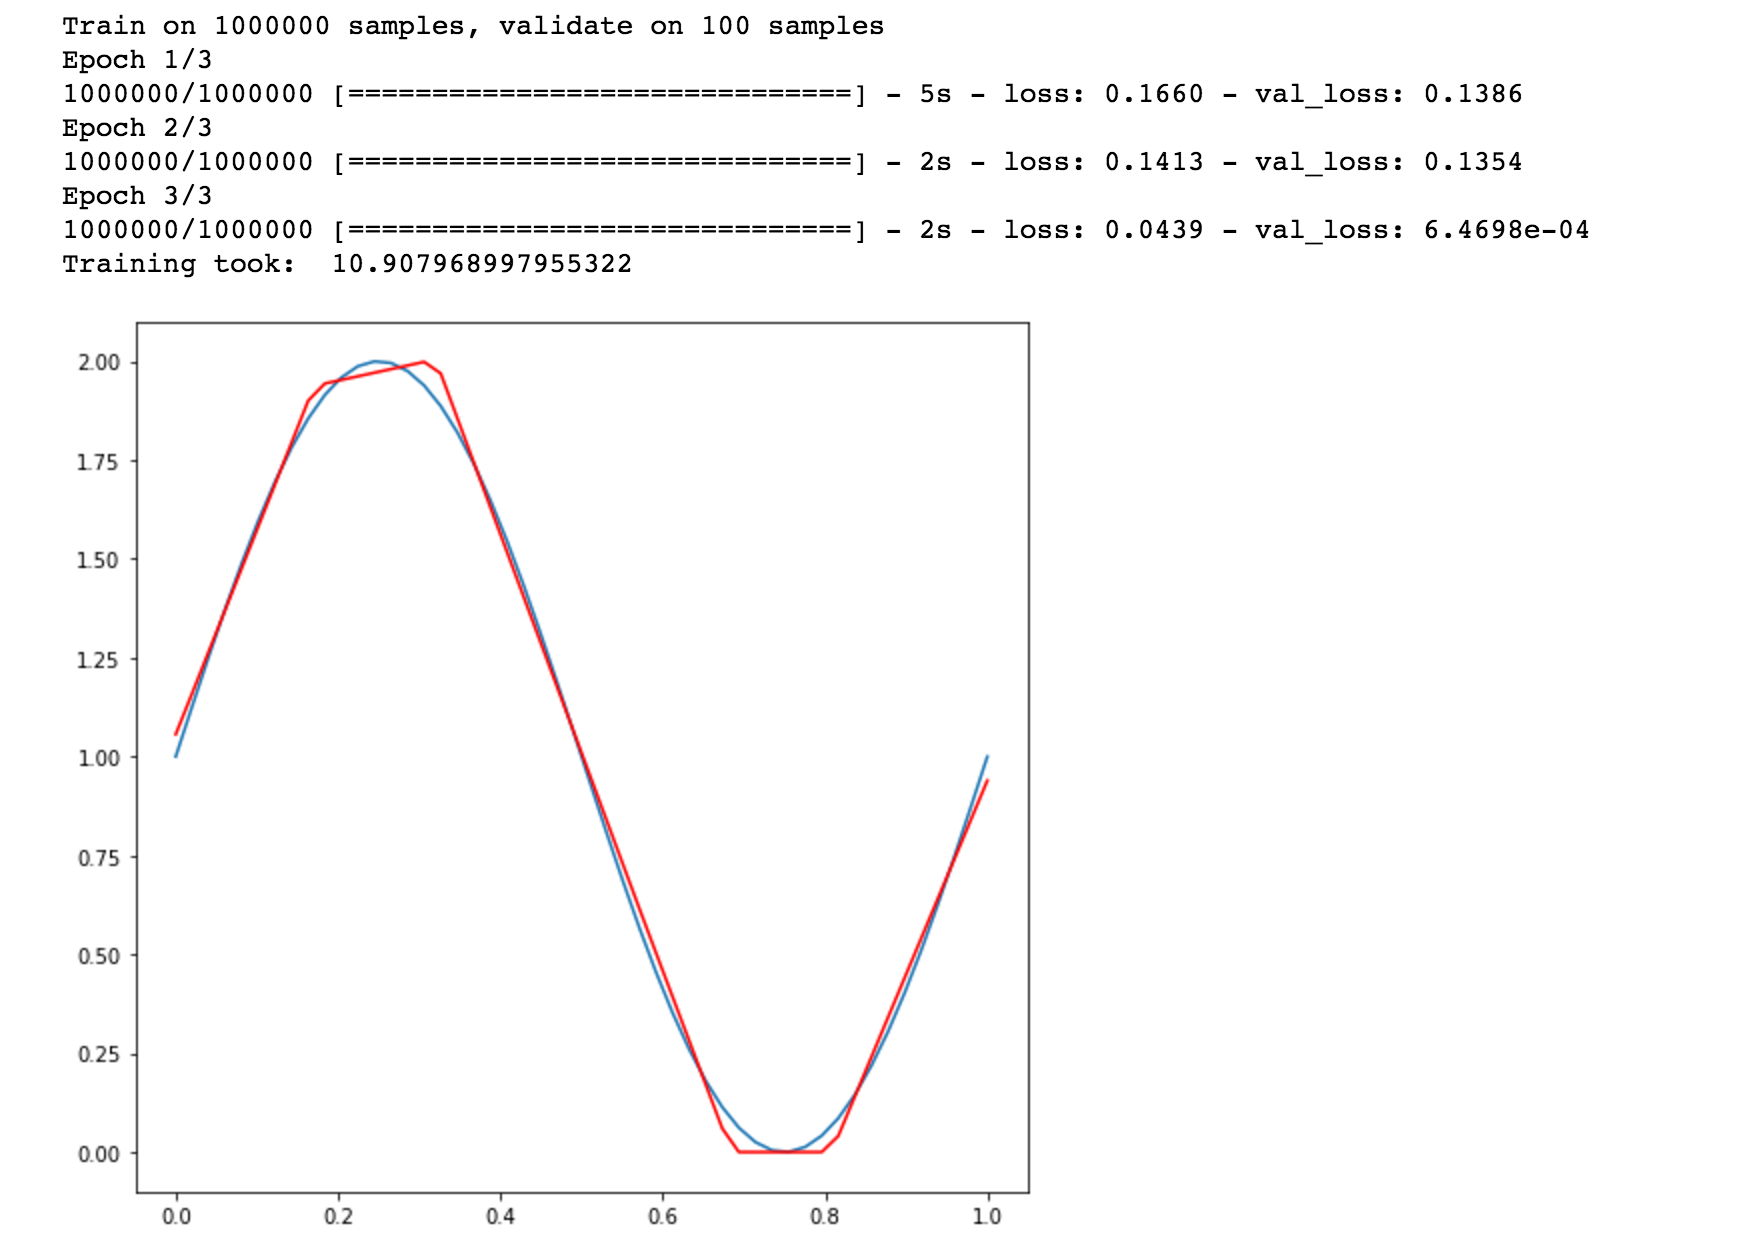 Train on 1000000 samples, validate on 100 samples
Epoch 1/3
1000000/1000000 [==============================] - 5s - loss: 0.1660 - val_loss: 0.1386
Epoch 2/3
1000000/1000000 [==============================] - 2s - loss: 0.1413 - val_loss: 0.1354
Epoch 3/3
1000000/1000000 [==============================] - 2s - loss: 0.0439 - val_loss: 6.4698e-04
Training took:  10.907968997955322
2.00
1.75
1.50
1.25
1.00
0.75
0.50
0.25
0.00
0.0 0.2 0.4 0.6 0.8 1.0